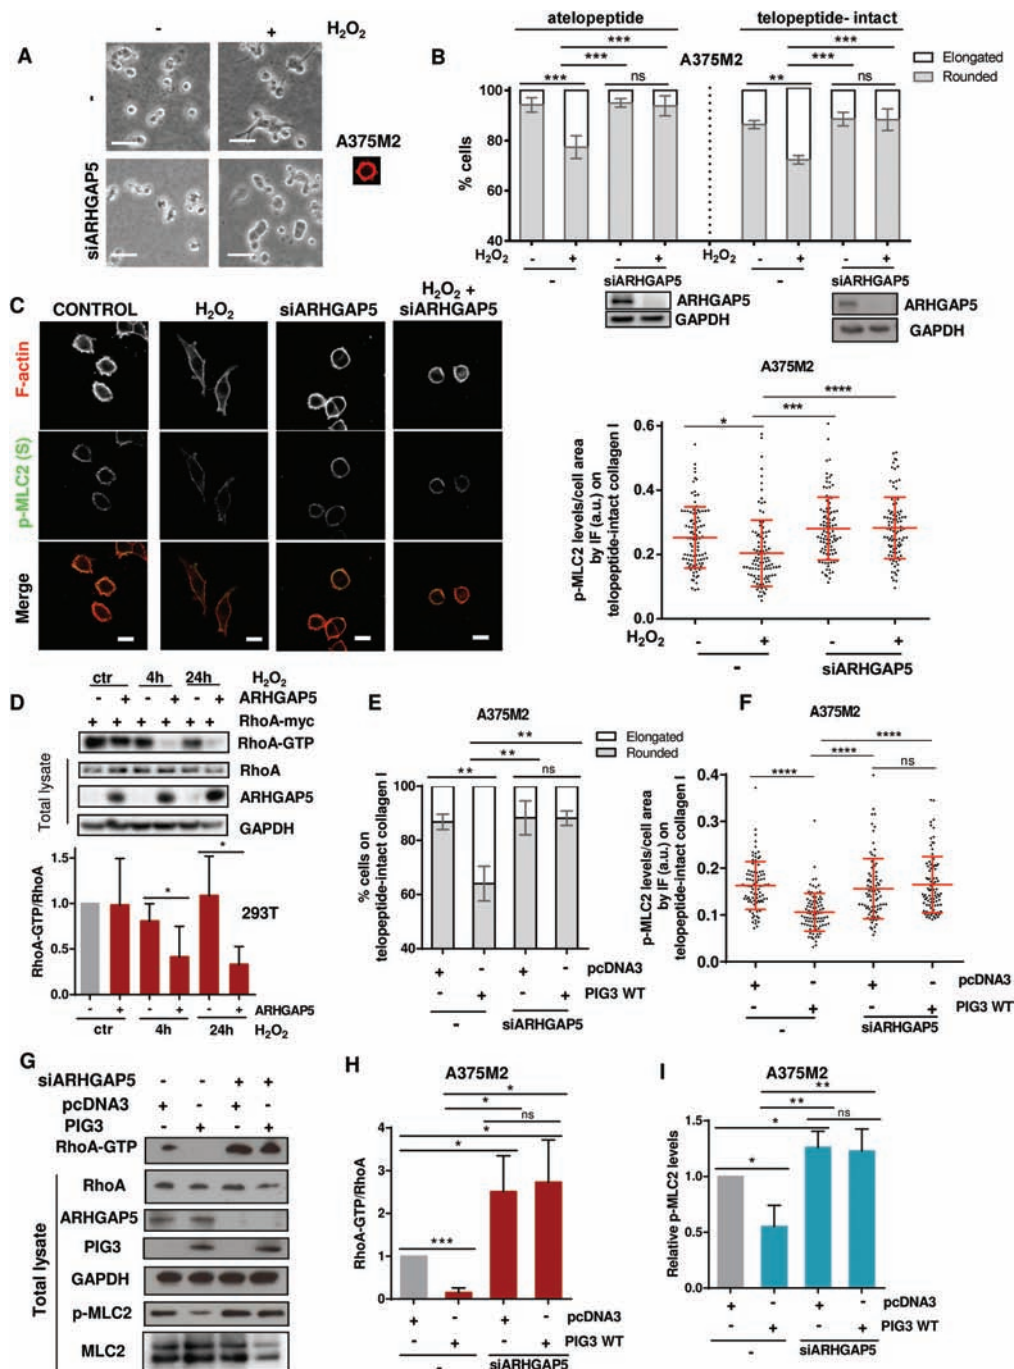 A
- + H₂O₂
-
siARHGAP5
A375M2
B
atelopeptide telopeptide- intact
*** ***
*** ***
*** ns ** ns
A375M2
Elongated
Rounded
% cells
100
80
60
40
H₂O₂ - + - + H₂O₂ - + - +
- siARHGAP5 - siARHGAP5
ARHGAP5
GAPDH
ARHGAP5
GAPDH
C
CONTROL H₂O₂ siARHGAP5 H₂O₂ + siARHGAP5
F-actin
p-MLC2 (S)
Merge
A375M2
****
***
*
p-MLC2 levels/cell area
by IF (a.u.) on
telopeptide-intact collagen I
0.6
0.4
0.2
0.0
H₂O₂ - + - +
- siARHGAP5
D
ctr 4h 24h H₂O₂
- + - + - + ARHGAP5
+ + + + + + RhoA-myc
RhoA-GTP
Total lysate
RhoA
ARHGAP5
GAPDH
RhoA-GTP/RhoA
1.5
1.0
0.5
0.0
* *
293T
- + - + - + ARHGAP5
ctr 4h 24h H₂O₂
E
A375M2
Elongated
Rounded
**
**
** ns
% cells on
telopeptide-intact collagen I
100
80
60
40
+ - + - pcDNA3
- + - + PIG3 WT
- siARHGAP5
F
A375M2
****
****
**** ns
p-MLC2 levels/cell area
by IF (a.u.) on
telopeptide-intact collagen I
0.4
0.3
0.2
0.1
0.0
+ - + - pcDNA3
- + - + PIG3 WT
- siARHGAP5
G
siARHGAP5 - - + +
pcDNA3 + - + -
PIG3 - + - +
RhoA-GTP
Total lysate
RhoA
ARHGAP5
PIG3
GAPDH
p-MLC2
MLC2
H
A375M2
*
*
ns
*
*
***
RhoA-GTP/RhoA
4
3
2
1
0
+ - + - pcDNA3
- + - + PIG3 WT
- siARHGAP5
I
A375M2
**
**
ns
*
*
Relative p-MLC2 levels
1.5
1.0
0.5
0.0
+ - + - pcDNA3
- + - + PIG3 WT
- siARHGAP5